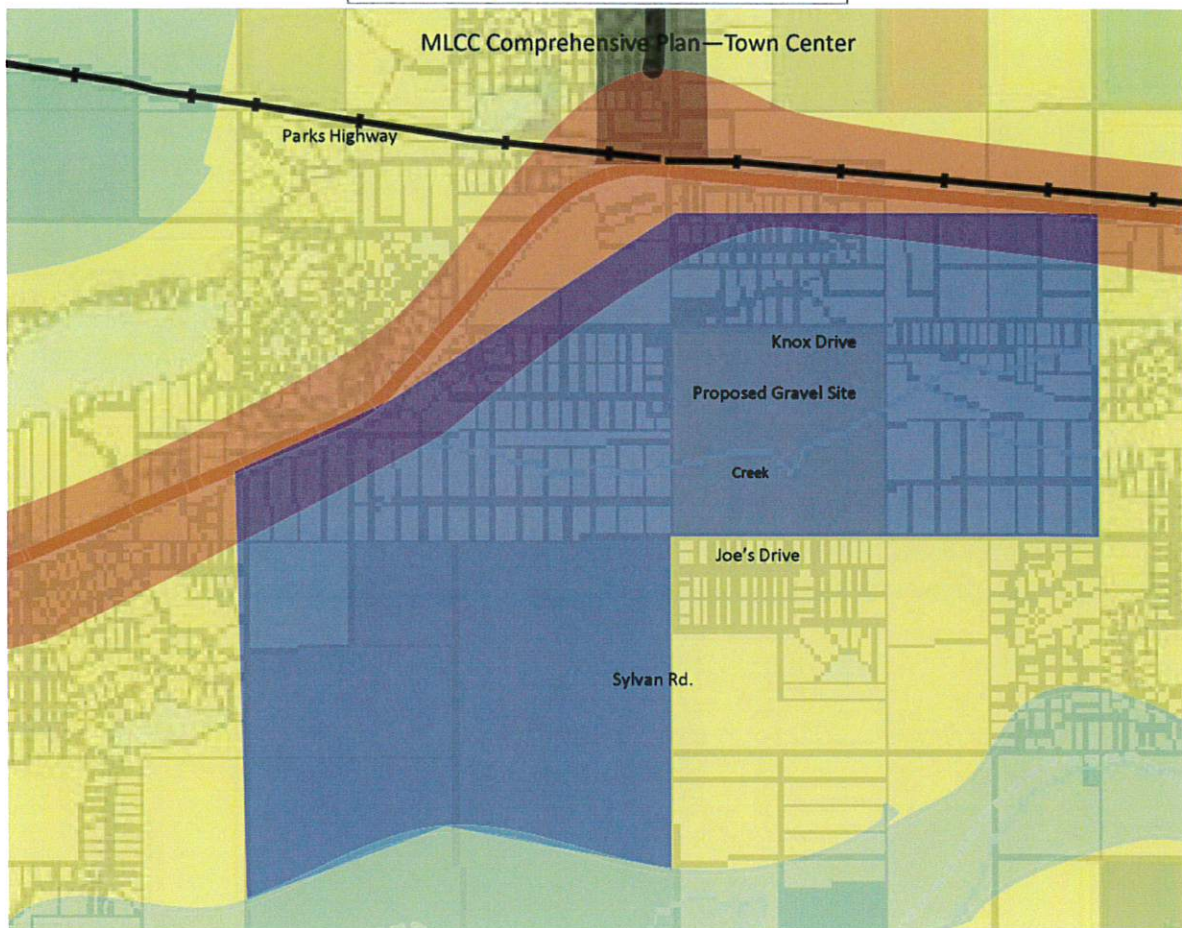 MLCC Comprehensive Plan—Town Center
Parks Highway
Knox Drive
Proposed Gravel Site
Creek
Joe's Drive
Sylvan Rd.